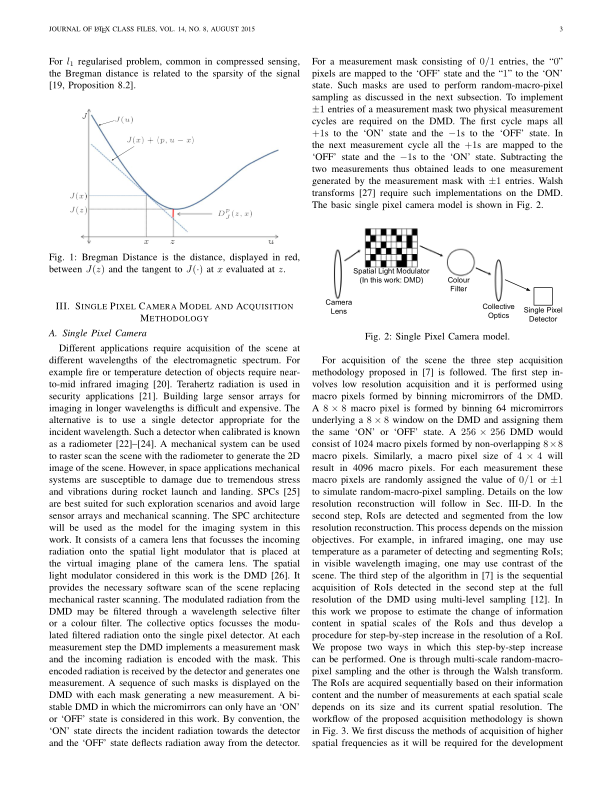 JOURNAL OF LATEX CLASS FILES, VOL. 14, NO. 8, AUGUST 2015
3
For l1 regularised problem, common in compressed sensing,
the Bregman distance is related to the sparsity of the signal
[19, Proposition 8.2].
J
J(u)
J(x) + ⟨p, u − x⟩
J(x)
J(z)
D_J^p(z, x)
x
z
u
Fig. 1: Bregman Distance is the distance, displayed in red,
between J(z) and the tangent to J(·) at x evaluated at z.
III. SINGLE PIXEL CAMERA MODEL AND ACQUISITION
METHODOLOGY
A. Single Pixel Camera
Different applications require acquisition of the scene at
different wavelengths of the electromagnetic spectrum. For
example fire or temperature detection of objects require near-
to-mid infrared imaging [20]. Terahertz radiation is used in
security applications [21]. Building large sensor arrays for
imaging in longer wavelengths is difficult and expensive. The
alternative is to use a single detector appropriate for the
incident wavelength. Such a detector when calibrated is known
as a radiometer [22]–[24]. A mechanical system can be used
to raster scan the scene with the radiometer to generate the 2D
image of the scene. However, in space applications mechanical
systems are susceptible to damage due to tremendous stress
and vibrations during rocket launch and landing. SPCs [25]
are best suited for such exploration scenarios and avoid large
sensor arrays and mechanical scanning. The SPC architecture
will be used as the model for the imaging system in this
work. It consists of a camera lens that focusses the incoming
radiation onto the spatial light modulator that is placed at
the virtual imaging plane of the camera lens. The spatial
light modulator considered in this work is the DMD [26]. It
provides the necessary software scan of the scene replacing
mechanical raster scanning. The modulated radiation from the
DMD may be filtered through a wavelength selective filter
or a colour filter. The collective optics focusses the modu-
lated filtered radiation onto the single pixel detector. At each
measurement step the DMD implements a measurement mask
and the incoming radiation is encoded with the mask. This
encoded radiation is received by the detector and generates one
measurement. A sequence of such masks is displayed on the
DMD with each mask generating a new measurement. A bi-
stable DMD in which the micromirrors can only have an ‘ON’
or ‘OFF’ state is considered in this work. By convention, the
‘ON’ state directs the incident radiation towards the detector
and the ‘OFF’ state deflects radiation away from the detector.
For a measurement mask consisting of 0/1 entries, the “0”
pixels are mapped to the ‘OFF’ state and the “1” to the ‘ON’
state. Such masks are used to perform random-macro-pixel
sampling as discussed in the next subsection. To implement
±1 entries of a measurement mask two physical measurement
cycles are required on the DMD. The first cycle maps all
+1s to the ‘ON’ state and the −1s to the ‘OFF’ state. In
the next measurement cycle all the +1s are mapped to the
‘OFF’ state and the −1s to the ‘ON’ state. Subtracting the
two measurements thus obtained leads to one measurement
generated by the measurement mask with ±1 entries. Walsh
transforms [27] require such implementations on the DMD.
The basic single pixel camera model is shown in Fig. 2.
Camera
Lens
Spatial Light Modulator
(In this work: DMD)
Colour
Filter
Collective
Optics
Single Pixel
Detector
Fig. 2: Single Pixel Camera model.
For acquisition of the scene the three step acquisition
methodology proposed in [7] is followed. The first step in-
volves low resolution acquisition and it is performed using
macro pixels formed by binning micromirrors of the DMD.
A 8 × 8 macro pixel is formed by binning 64 micromirrors
underlying a 8 × 8 window on the DMD and assigning them
the same ‘ON’ or ‘OFF’ state. A 256 × 256 DMD would
consist of 1024 macro pixels formed by non-overlapping 8×8
macro pixels. Similarly, a macro pixel size of 4 × 4 will
result in 4096 macro pixels. For each measurement these
macro pixels are randomly assigned the value of 0/1 or ±1
to simulate random-macro-pixel sampling. Details on the low
resolution reconstruction will follow in Sec. III-D. In the
second step, RoIs are detected and segmented from the low
resolution reconstruction. This process depends on the mission
objectives. For example, in infrared imaging, one may use
temperature as a parameter of detecting and segmenting RoIs;
in visible wavelength imaging, one may use contrast of the
scene. The third step of the algorithm in [7] is the sequential
acquisition of RoIs detected in the second step at the full
resolution of the DMD using multi-level sampling [12]. In
this work we propose to estimate the change of information
content in spatial scales of the RoIs and thus develop a
procedure for step-by-step increase in the resolution of a RoI.
We propose two ways in which this step-by-step increase
can be performed. One is through multi-scale random-macro-
pixel sampling and the other is through the Walsh transform.
The RoIs are acquired sequentially based on their information
content and the number of measurements at each spatial scale
depends on its size and its current spatial resolution. The
workflow of the proposed acquisition methodology is shown
in Fig. 3. We first discuss the methods of acquisition of higher
spatial frequencies as it will be required for the development